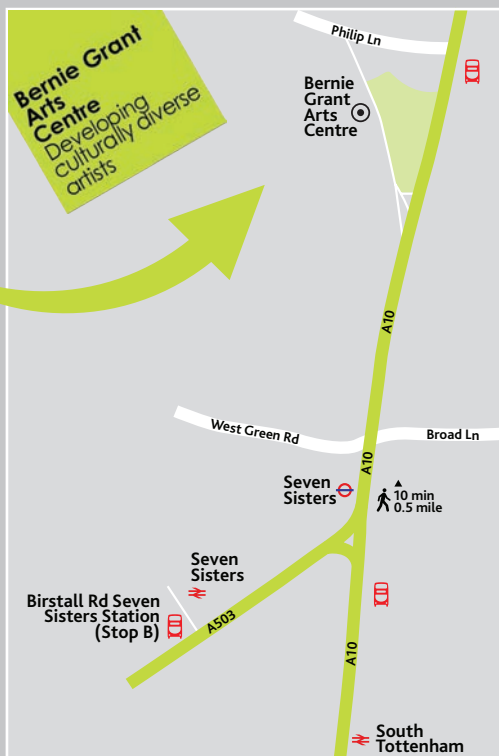 Bernie Grant
Arts
Centre
Developing
culturally diverse
artists
Philip Ln
Bernie
Grant
Arts
Centre
A10
West Green Rd
Broad Ln
A10
Seven
Sisters
10 min
0.5 mile
Seven
Sisters
Birstall Rd Seven
Sisters Station
(Stop B)
A503
A10
South
Tottenham